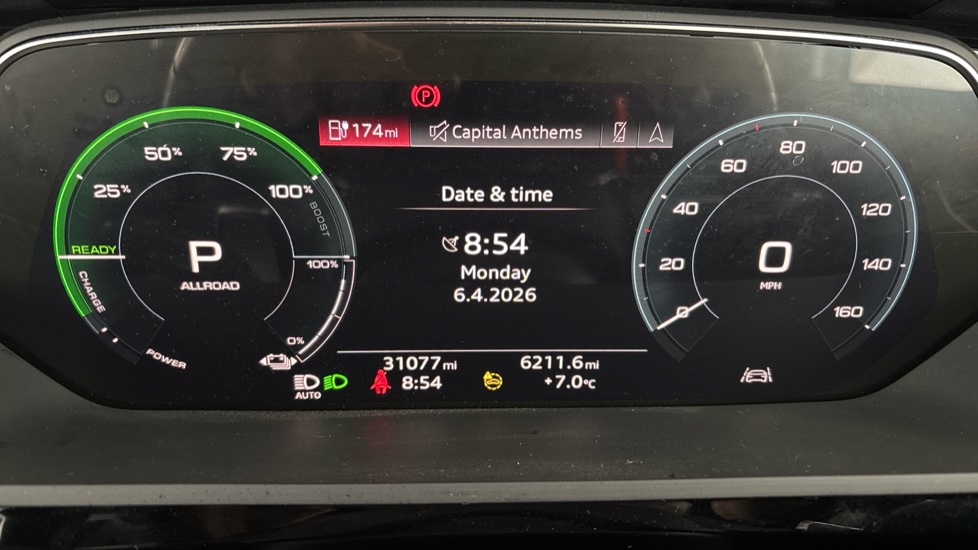 P
174mi
Capital Anthems
50%
75%
25%
100%
BOOST
READY
P
ALLROAD
100%
CHARGE
0%
POWER
Date & time
8:54
Monday
6.4.2026
80
60
100
40
120
20
0
MPH
140
0
160
31077mi
6211.6mi
AUTO
8:54
+7.0°C